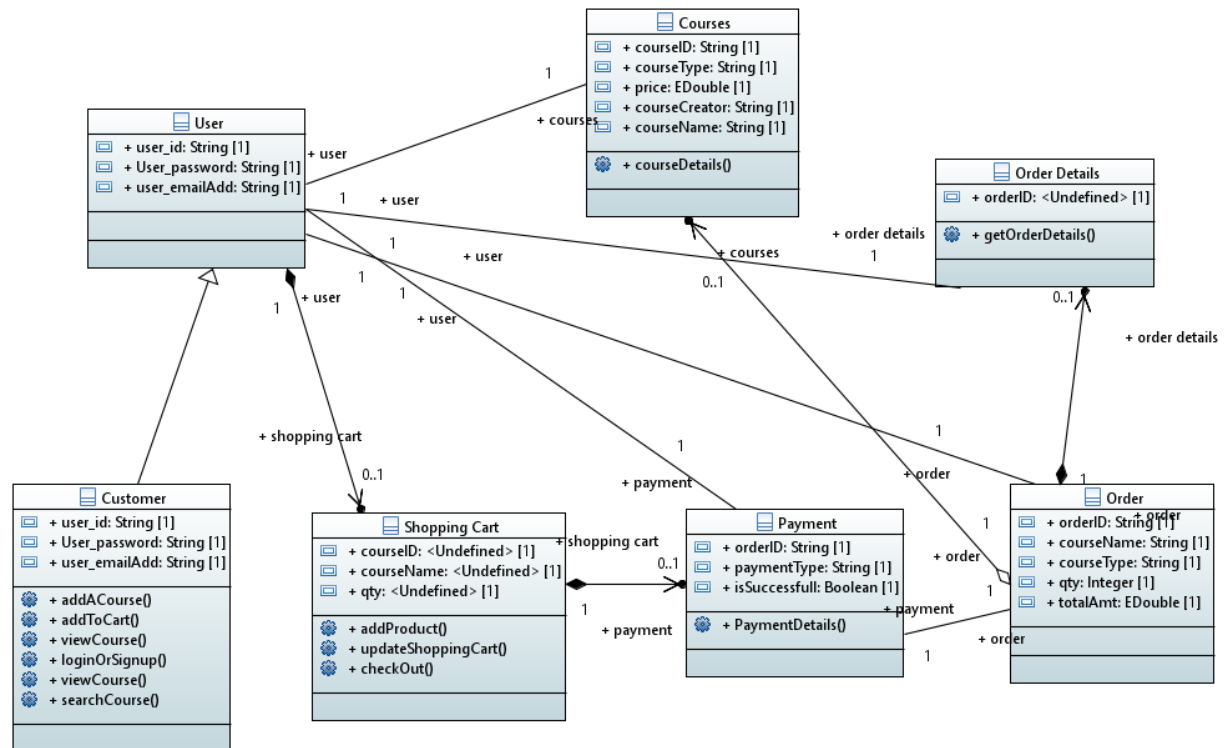 Courses
+ courseID: String [1]
+ courseType: String [1]
+ price: EDouble [1]
+ courseCreator: String [1]
+ courseName: String [1]
+ courseDetails()
1
+ courses
User
+ user_id: String [1]
+ User_password: String [1]
+ user_emailAdd: String [1]
+ user
1
+ user
1
+ user
1
1
+ user
1
+ user
Order Details
+ orderID: <Undefined> [1]
+ getOrderDetails()
+ order details
1
+ courses
0..1
0..1
+ order details
+ shopping cart
0..1
1
+ payment
1
+ order
1
+ order
1
Customer
+ user_id: String [1]
+ User_password: String [1]
+ user_emailAdd: String [1]
+ addACourse()
+ addToCart()
+ viewCourse()
+ loginOrSignup()
+ viewCourse()
+ searchCourse()
Shopping Cart
+ courseID: <Undefined> [1]
+ courseName: <Undefined> [1]
+ qty: <Undefined> [1]
+ addProduct()
+ updateShoppingCart()
+ checkOut()
+ shopping cart
0..1
1
+ payment
Payment
+ orderID: String [1]
+ paymentType: String [1]
+ isSuccessfull: Boolean [1]
+ PaymentDetails()
+ payment
1
+ order
1
1
+ order
Order
+ orderID: String [1]
+ courseName: String [1]
+ courseType: String [1]
+ qty: Integer [1]
+ totalAmt: EDouble [1]